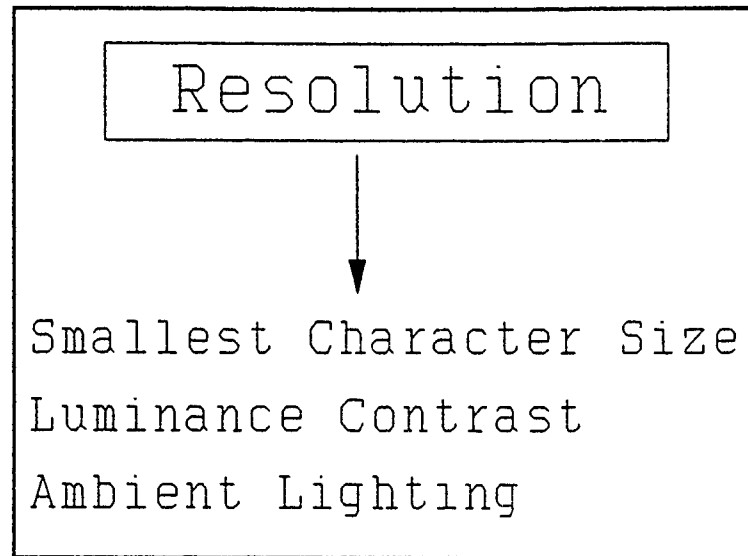 Resolution
Smallest Character Size
Luminance Contrast
Ambient Lighting